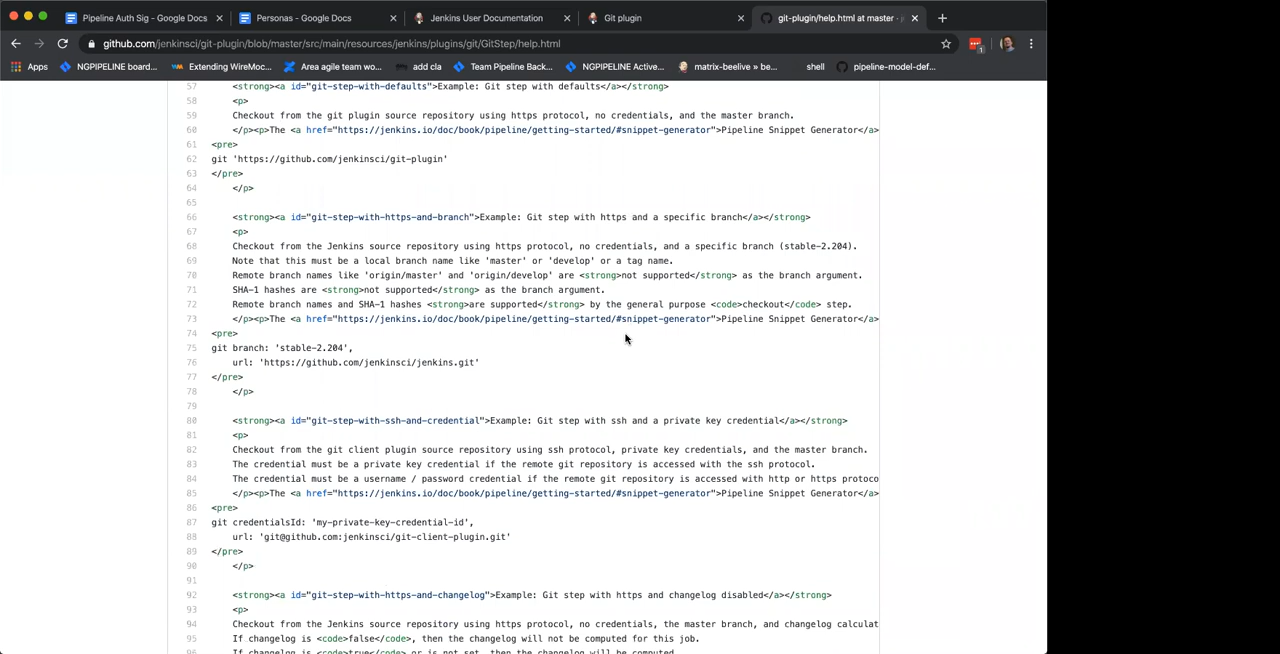 Pipeline Auth Sig - Google Docs
Personas - Google Docs
Jenkins User Documentation
Git plugin
git-plugin/help.html at master · j
github.com/jenkinsci/git-plugin/blob/master/src/main/resources/jenkins/plugins/git/GitStep/help.html
1
Apps
NGPIPELINE board...
Extending WireMoc...
Area agile team wo...
add cla
Team Pipeline Back...
NGPIPELINE Active...
matrix-beelive » be...
shell
pipeline-model-def...
57 <strong><a id="git-step-with-defaults">Example: Git step with defaults</a></strong>
58 <p>
59 Checkout from the git plugin source repository using https protocol, no credentials, and the master branch.
60 </p><p>The <a href="https://jenkins.io/doc/book/pipeline/getting-started/#snippet-generator">Pipeline Snippet Generator</a>
61 <pre>
62 git 'https://github.com/jenkinsci/git-plugin'
63 </pre>
64 </p>
65
66 <strong><a id="git-step-with-https-and-branch">Example: Git step with https and a specific branch</a></strong>
67 <p>
68 Checkout from the Jenkins source repository using https protocol, no credentials, and a specific branch (stable-2.204).
69 Note that this must be a local branch name like 'master' or 'develop' or a tag name.
70 Remote branch names like 'origin/master' and 'origin/develop' are <strong>not supported</strong> as the branch argument.
71 SHA-1 hashes are <strong>not supported</strong> as the branch argument.
72 Remote branch names and SHA-1 hashes <strong>are supported</strong> by the general purpose <code>checkout</code> step.
73 </p><p>The <a href="https://jenkins.io/doc/book/pipeline/getting-started/#snippet-generator">Pipeline Snippet Generator</a>
74 <pre>
75 git branch: 'stable-2.204',
76 url: 'https://github.com/jenkinsci/jenkins.git'
77 </pre>
78 </p>
79
80 <strong><a id="git-step-with-ssh-and-credential">Example: Git step with ssh and a private key credential</a></strong>
81 <p>
82 Checkout from the git client plugin source repository using ssh protocol, private key credentials, and the master branch.
83 The credential must be a private key credential if the remote git repository is accessed with the ssh protocol.
84 The credential must be a username / password credential if the remote git repository is accessed with http or https protoco
85 </p><p>The <a href="https://jenkins.io/doc/book/pipeline/getting-started/#snippet-generator">Pipeline Snippet Generator</a>
86 <pre>
87 git credentialsId: 'my-private-key-credential-id',
88 url: 'git@github.com:jenkinsci/git-client-plugin.git'
89 </pre>
90 </p>
91
92 <strong><a id="git-step-with-https-and-changelog">Example: Git step with https and changelog disabled</a></strong>
93 <p>
94 Checkout from the Jenkins source repository using https protocol, no credentials, the master branch, and changelog calculat
95 If changelog is <code>false</code>, then the changelog will not be computed for this job.
96 If changelog is <code>true</code> or is not set, then the changelog will be computed.